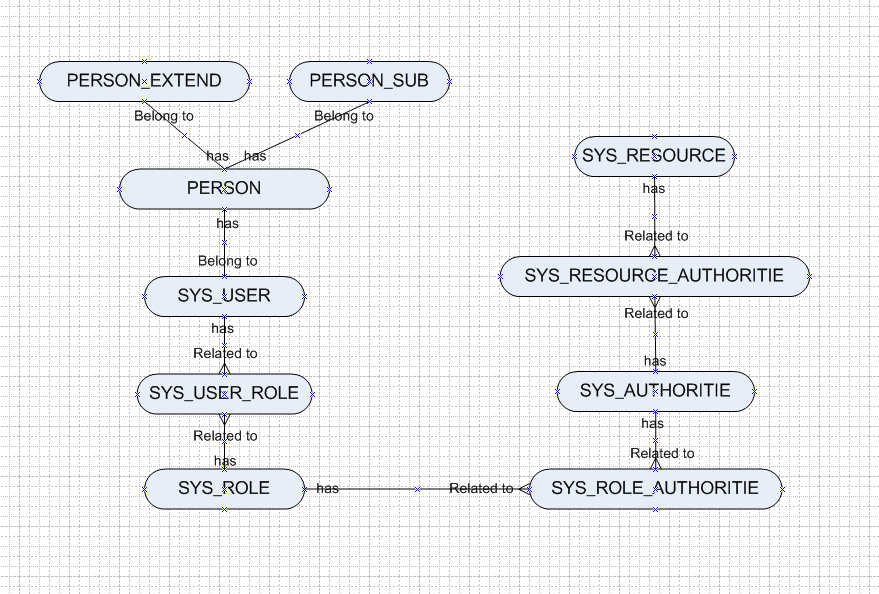 PERSON_EXTEND
PERSON_SUB
Belong to
Belong to
has
has
PERSON
has
Belong to
SYS_USER
has
Related to
SYS_USER_ROLE
Related to
has
SYS_ROLE
has
Related to
SYS_RESOURCE
has
Related to
SYS_RESOURCE_AUTHORITIE
Related to
has
SYS_AUTHORITIE
has
Related to
SYS_ROLE_AUTHORITIE